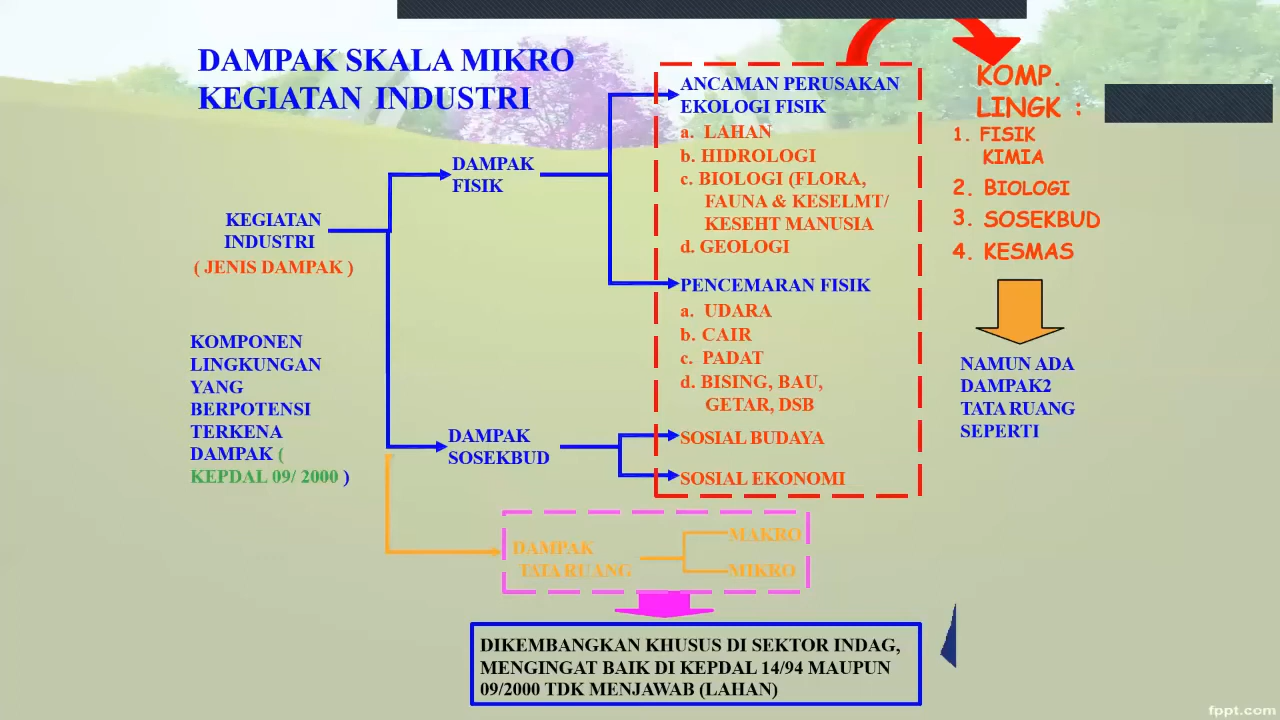 DAMPAK SKALA MIKRO
KEGIATAN INDUSTRI
KEGIATAN
INDUSTRI
( JENIS DAMPAK )
KOMPONEN
LINGKUNGAN
YANG
BERPOTENSI
TERKENA
DAMPAK (
KEPDAL 09/ 2000 )
DAMPAK
FISIK
DAMPAK
SOSEKBUD
ANCAMAN PERUSAKAN
EKOLOGI FISIK
a. LAHAN
b. HIDROLOGI
c. BIOLOGI (FLORA,
FAUNA & KESELMT/
KESEHT MANUSIA
d. GEOLOGI
PENCEMARAN FISIK
a. UDARA
b. CAIR
c. PADAT
d. BISING, BAU,
GETAR, DSB
SOSIAL BUDAYA
SOSIAL EKONOMI
DAMPAK
TATA RUANG
MAKRO
MIKRO
DIKEMBANGKAN KHUSUS DI SEKTOR INDAG,
MENGINGAT BAIK DI KEPDAL 14/94 MAUPUN
09/2000 TDK MENJAWAB (LAHAN)
KOMP.
LINGK :
1. FISIK
KIMIA
2. BIOLOGI
3. SOSEKBUD
4. KESMAS
NAMUN ADA
DAMPAK2
TATA RUANG
SEPERTI
fppt.com